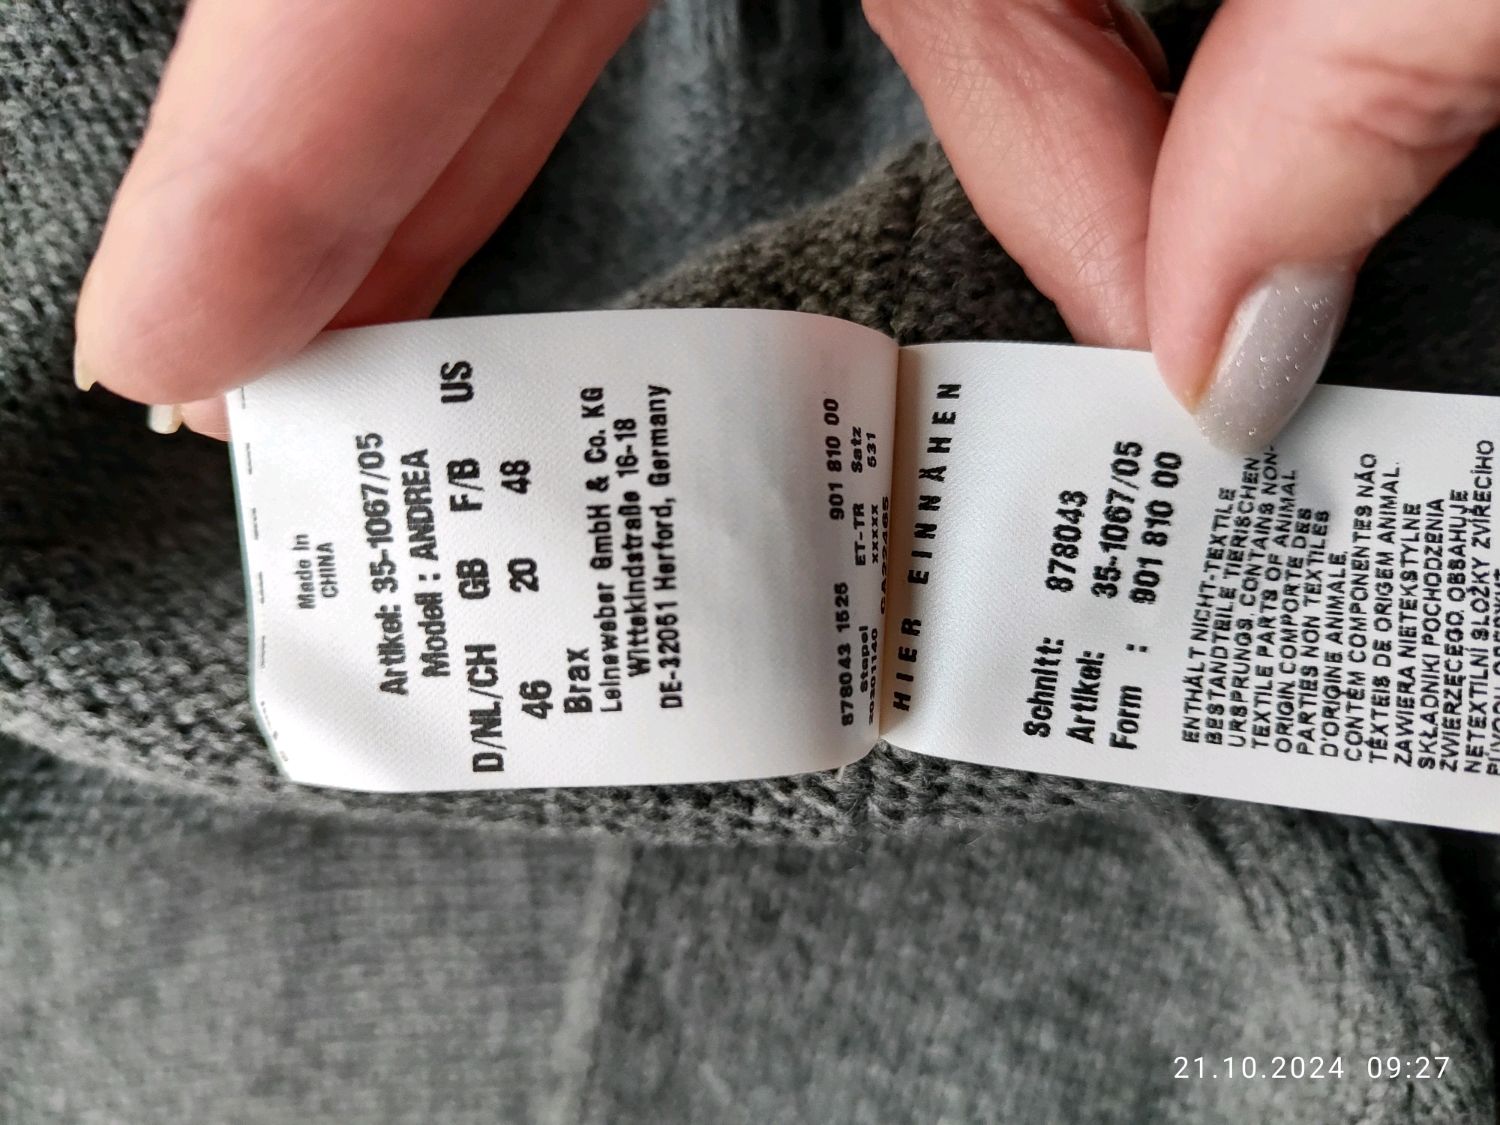 Made in
CHINA
Artikel: 35-1067/05
Modell : ANDREA
D/NL/CH GB F/B US
46 20 48
Brax
Leineweber GmbH & Co. KG
Wittekindstraße 16-18
DE-32051 Herford, Germany
878043 1525 901 810 00
Stapel ET-TR Satz
20301140 xxxxx 531
HIER EINNÄHEN
Schnitt: 878043
Artikel: 35-1067/05
Form : 901 810 00
ENTHÄLT NICHT-TEXTILE
BESTANDTEILE TIERISCHEN
URSPRUNGS. CONTAINS NON-
TEXTILE PARTS OF ANIMAL
ORIGIN. COMPORTE DES
PARTIES NON TEXTILES
D'ORIGINE ANIMALE.
CONTÉM COMPONENTES NÃO
TÊXTEIS DE ORIGEM ANIMAL.
ZAWIERA NIETEKSTYLNE
SKŁADNIKI POCHODZENIA
ZWIERZĘCEGO. OBSAHUJE
NETEXTILNÍ SLOŽKY ZVÍŘECÍHO
21.10.2024 09:27